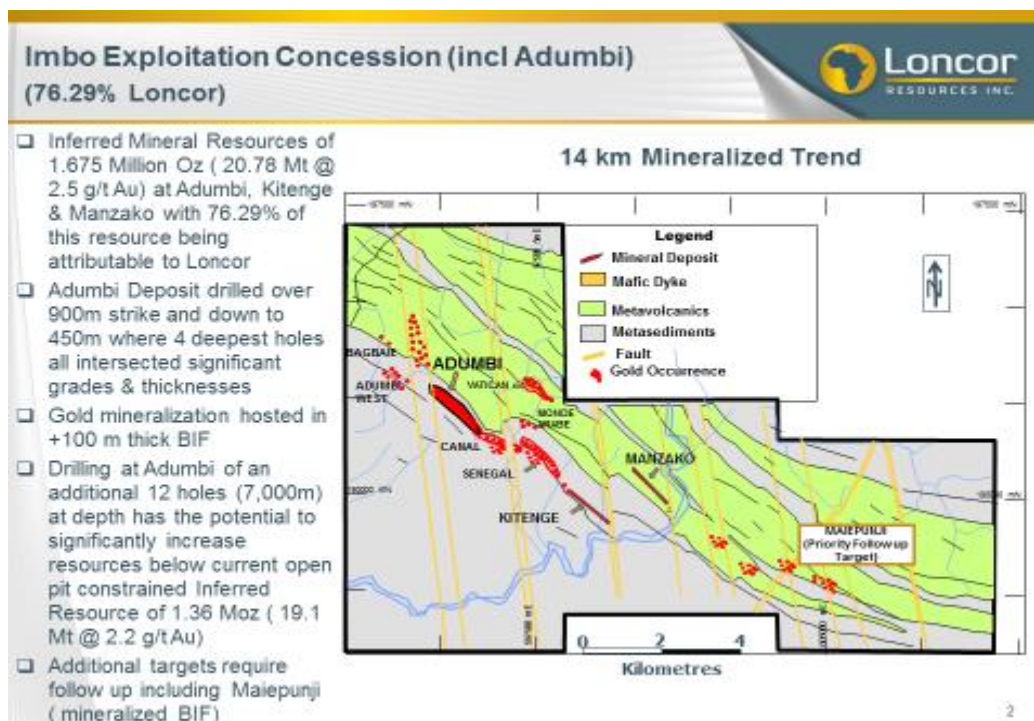 Imbo Exploitation Concession (incl Adumbi)
(76.29% Loncor)
Loncor
RESOURCES INC.
❑ Inferred Mineral Resources of
1.675 Million Oz ( 20.78 Mt @
2.5 g/t Au) at Adumbi, Kitenge
& Manzako with 76.29% of
this resource being
attributable to Loncor
❑ Adumbi Deposit drilled over
900m strike and down to
450m where 4 deepest holes
all intersected significant
grades & thicknesses
❑ Gold mineralization hosted in
+100 m thick BIF
❑ Drilling at Adumbi of an
additional 12 holes (7,000m)
at depth has the potential to
significantly increase
resources below current open
pit constrained Inferred
Resource of 1.36 Moz ( 19.1
Mt @ 2.2 g/t Au)
❑ Additional targets require
follow up including Maiepunji
( mineralized BIF)
14 km Mineralized Trend
Legend
Mineral Deposit
Mafic Dyke
Metavolcanics
Metasediments
Fault
Gold Occurrence
N
BAGBAIE
ADUMBI
ADUMBI
WEST
VATICAN
MONDE
CANAL
SENEGAL
MANZAKO
KITENGE
MAIEPUNJI
(Priority Followup
Target)
0 2 4
Kilometres
2